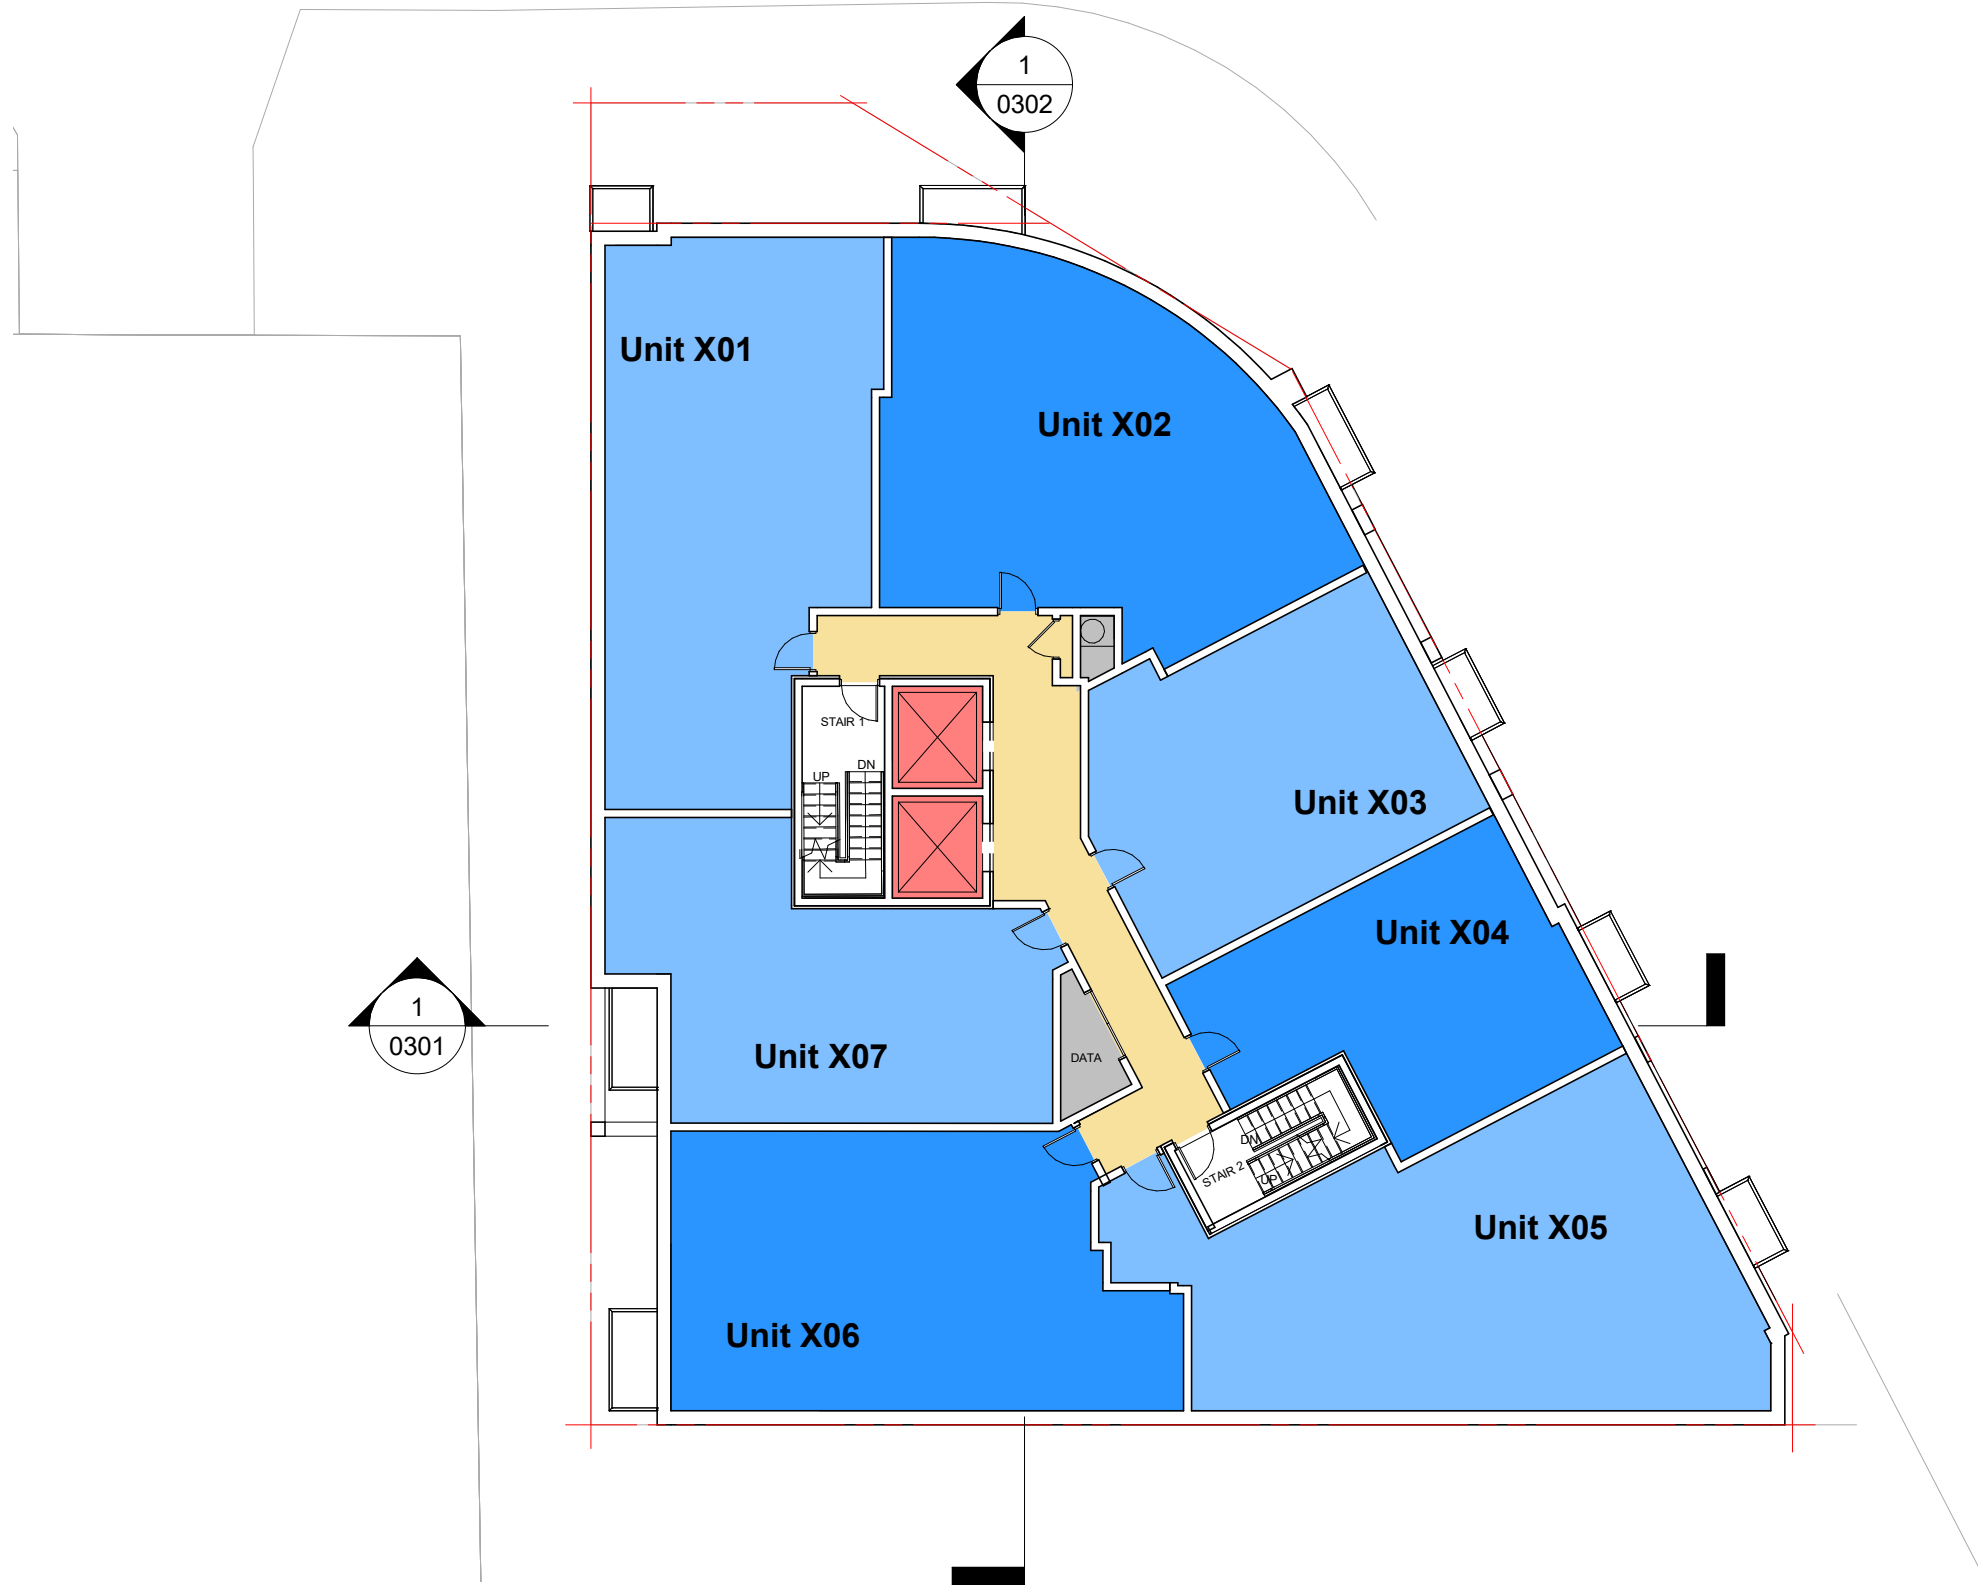 1
0302
Unit X01
Unit X02
STAIR 1
UP
DN
Unit X03
Unit X04
1
0301
Unit X07
DATA
DN
STAIR 2
UP
Unit X05
Unit X06